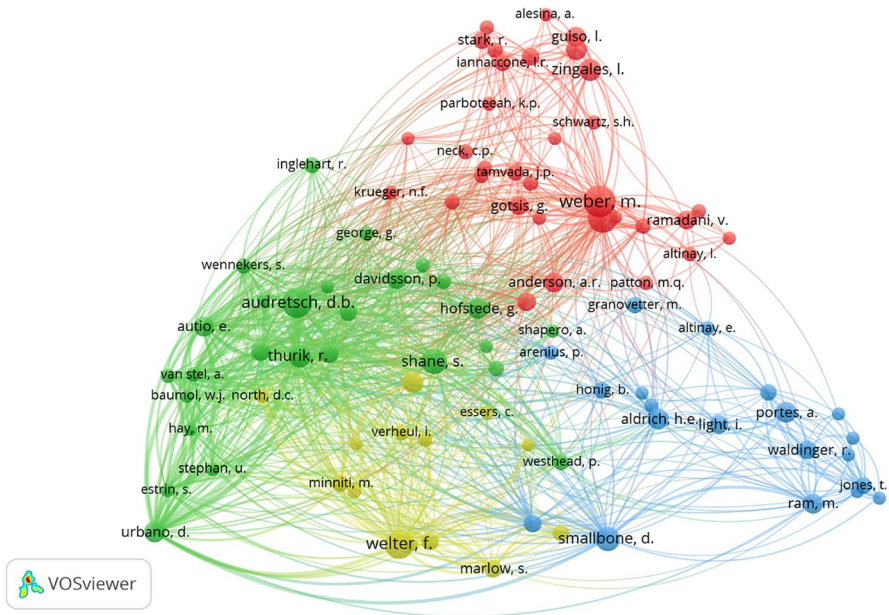 alesina, a.
guiso, l.
stark, r.
iannaccone, l.r.
zingales, l.
parboteeah, k.p.
schwartz, s.h.
neck, c.p.
inglehart, r.
tamvada, j.p.
krueger, n.f.
weber, m.
gotsis, g.
ramadani, v.
george, g.
altinay, l.
wennekers, s.
davidsson, p.
anderson, a.r.
patton, m.q.
audretsch, d.b.
hofstede, g.
granovetter, m.
autio, e.
shapero, a.
altinay, e.
thurik, r.
arenius, p.
shane, s.
van stel, a.
honig, b.
baumol, w.j.
north, d.c.
essers, c.
portes, a.
aldrich, h.e.
light, i.
hay, m.
verheul, i.
waldinger, r.
stephan, u.
westhead, p.
minniti, m.
jones, t.
estrin, s.
ram, m.
urbano, d.
welter, f.
smallbone, d.
marlow, s.
VOSviewer